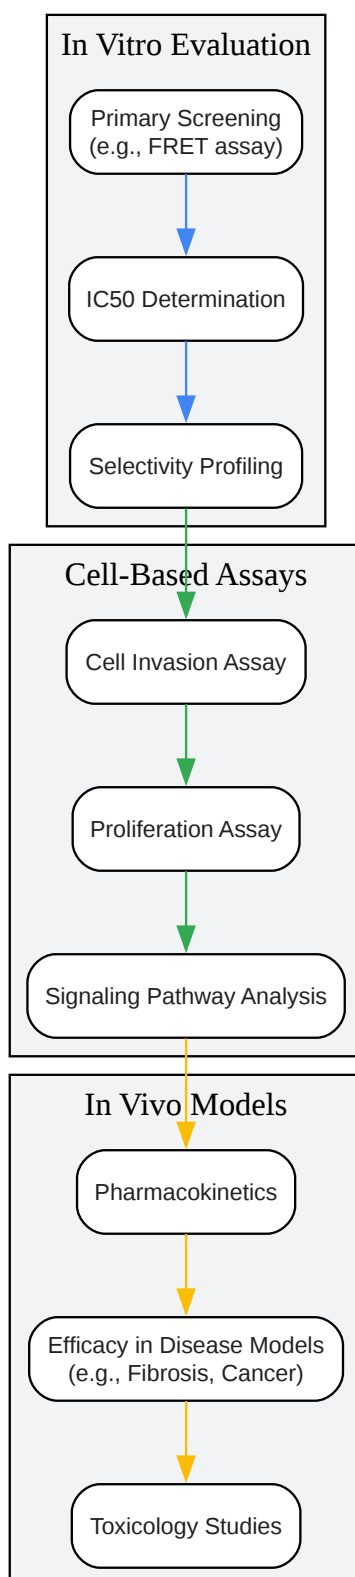 In Vitro Evaluation
Primary Screening
(e.g., FRET assay)
IC50 Determination
Selectivity Profiling
Cell-Based Assays
Cell Invasion Assay
Proliferation Assay
Signaling Pathway Analysis
In Vivo Models
Pharmacokinetics
Efficacy in Disease Models
(e.g., Fibrosis, Cancer)
Toxicology Studies